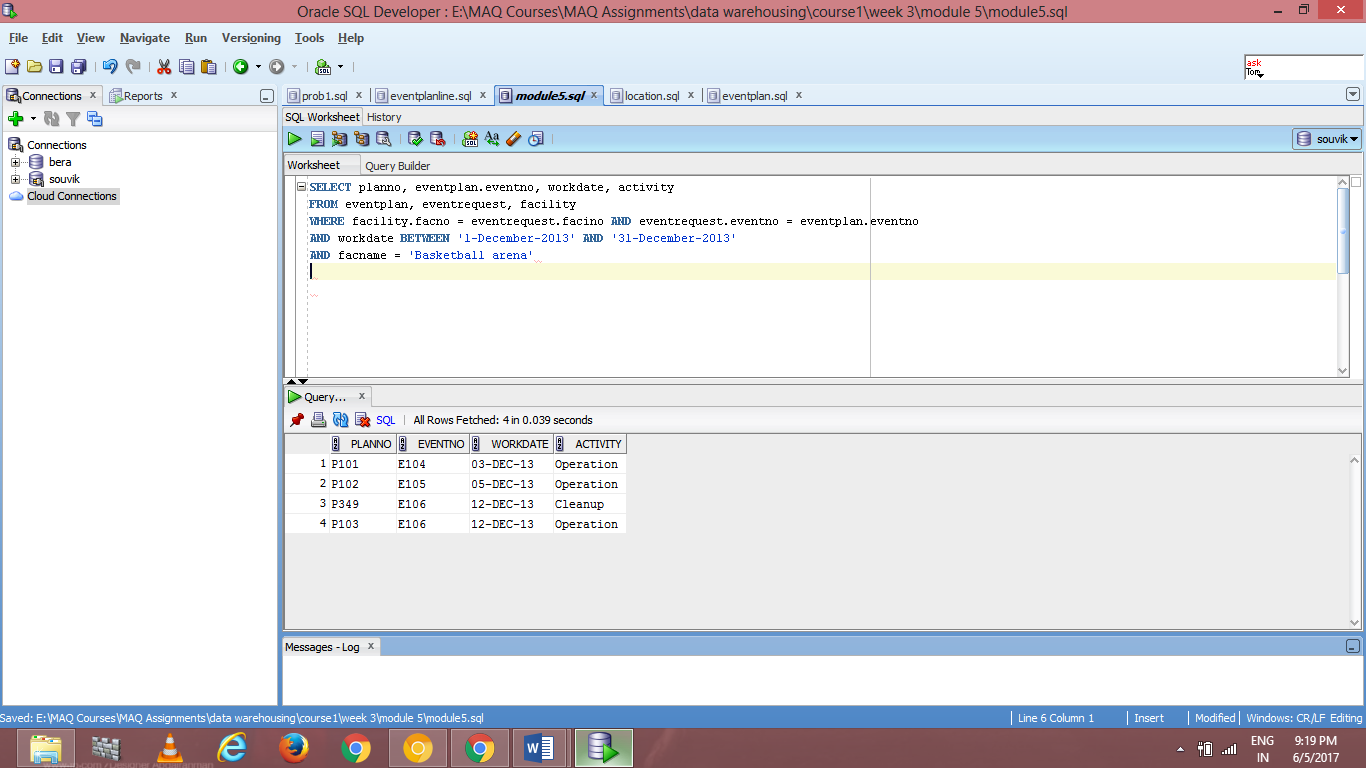 Oracle SQL Developer : E:\MAQ Courses\MAQ Assignments\data warehousing\course1\week 3\module 5\module5.sql
File Edit View Navigate Run Versioning Tools Help
ask
Tom
Connections x Reports x
prob1.sql x eventplanline.sql x module5.sql x location.sql x eventplan.sql x
SQL Worksheet History
souvik
Connections
bera
souvik
Cloud Connections
Worksheet Query Builder
SELECT planno, eventplan.eventno, workdate, activity
FROM eventplan, eventrequest, facility
WHERE facility.facno = eventrequest.facino AND eventrequest.eventno = eventplan.eventno
AND workdate BETWEEN '1-December-2013' AND '31-December-2013'
AND facname = 'Basketball arena'
Query... x
SQL | All Rows Fetched: 4 in 0.039 seconds
PLANNO EVENTNO WORKDATE ACTIVITY
1 P101 E104 03-DEC-13 Operation
2 P102 E105 05-DEC-13 Operation
3 P349 E106 12-DEC-13 Cleanup
4 P103 E106 12-DEC-13 Operation
Messages - Log x
Saved: E:\MAQ Courses\MAQ Assignments\data warehousing\course1\week 3\module 5\module5.sql
Line 6 Column 1 Insert Modified Windows: CR/LF Editing
ENG
IN
9:19 PM
6/5/2017